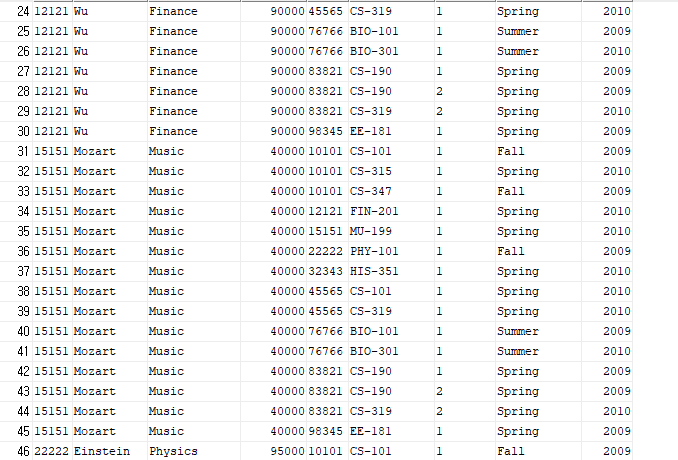 24 12121 Wu Finance 90000 45565 CS-319 1 Spring 2010
25 12121 Wu Finance 90000 76766 BIO-101 1 Summer 2009
26 12121 Wu Finance 90000 76766 BIO-301 1 Summer 2010
27 12121 Wu Finance 90000 83821 CS-190 1 Spring 2009
28 12121 Wu Finance 90000 83821 CS-190 2 Spring 2009
29 12121 Wu Finance 90000 83821 CS-319 2 Spring 2010
30 12121 Wu Finance 90000 98345 EE-181 1 Spring 2009
31 15151 Mozart Music 40000 10101 CS-101 1 Fall 2009
32 15151 Mozart Music 40000 10101 CS-315 1 Spring 2010
33 15151 Mozart Music 40000 10101 CS-347 1 Fall 2009
34 15151 Mozart Music 40000 12121 FIN-201 1 Spring 2010
35 15151 Mozart Music 40000 15151 MU-199 1 Spring 2010
36 15151 Mozart Music 40000 22222 PHY-101 1 Fall 2009
37 15151 Mozart Music 40000 32343 HIS-351 1 Spring 2010
38 15151 Mozart Music 40000 45565 CS-101 1 Spring 2010
39 15151 Mozart Music 40000 45565 CS-319 1 Spring 2010
40 15151 Mozart Music 40000 76766 BIO-101 1 Summer 2009
41 15151 Mozart Music 40000 76766 BIO-301 1 Summer 2010
42 15151 Mozart Music 40000 83821 CS-190 1 Spring 2009
43 15151 Mozart Music 40000 83821 CS-190 2 Spring 2009
44 15151 Mozart Music 40000 83821 CS-319 2 Spring 2010
45 15151 Mozart Music 40000 98345 EE-181 1 Spring 2009
46 22222 Einstein Physics 95000 10101 CS-101 1 Fall 2009